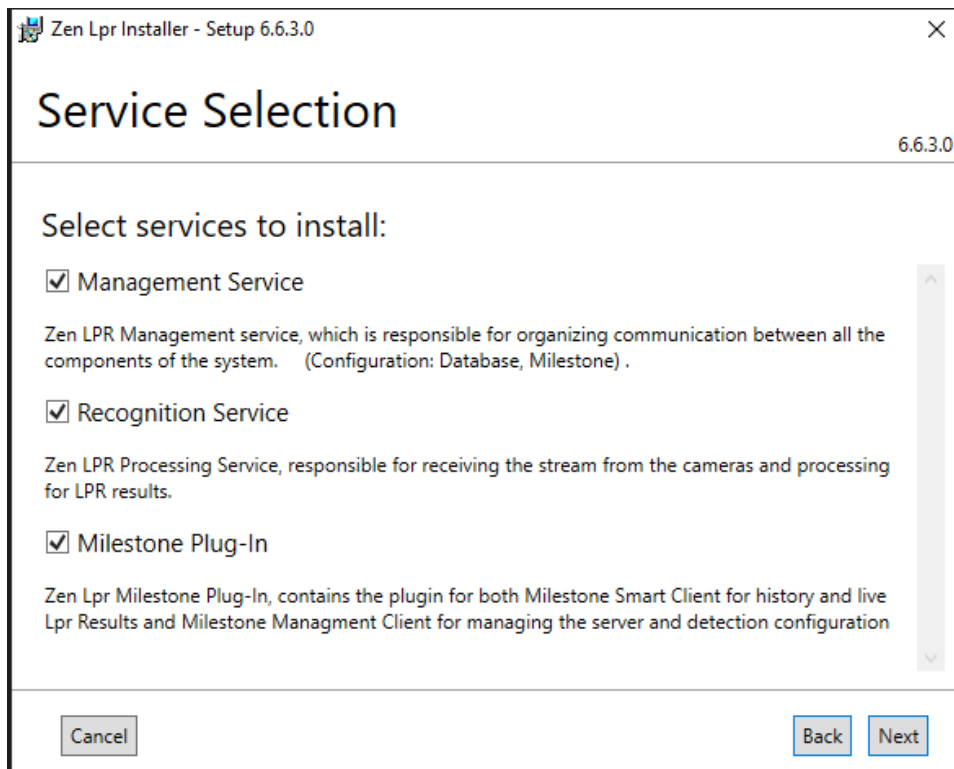 Zen Lpr Installer - Setup 6.6.3.0
Service Selection
6.6.3.0
Select services to install:
Management Service
Zen LPR Management service, which is responsible for organizing communication between all the
components of the system. (Configuration: Database, Milestone) .
Recognition Service
Zen LPR Processing Service, responsible for receiving the stream from the cameras and processing
for LPR results.
Milestone Plug-In
Zen Lpr Milestone Plug-In, contains the plugin for both Milestone Smart Client for history and live
Lpr Results and Milestone Managment Client for managing the server and detection configuration
Cancel
Back
Next